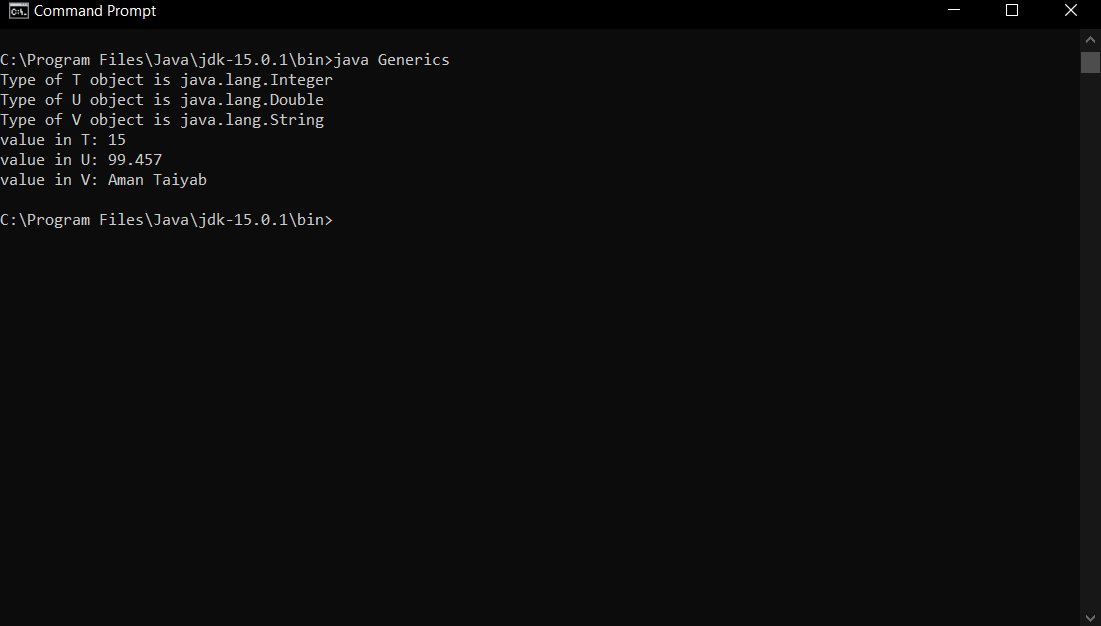 Command Prompt
C:\Program Files\Java\jdk-15.0.1\bin>java Generics
Type of T object is java.lang.Integer
Type of U object is java.lang.Double
Type of V object is java.lang.String
value in T: 15
value in U: 99.457
value in V: Aman Taiyab
C:\Program Files\Java\jdk-15.0.1\bin>